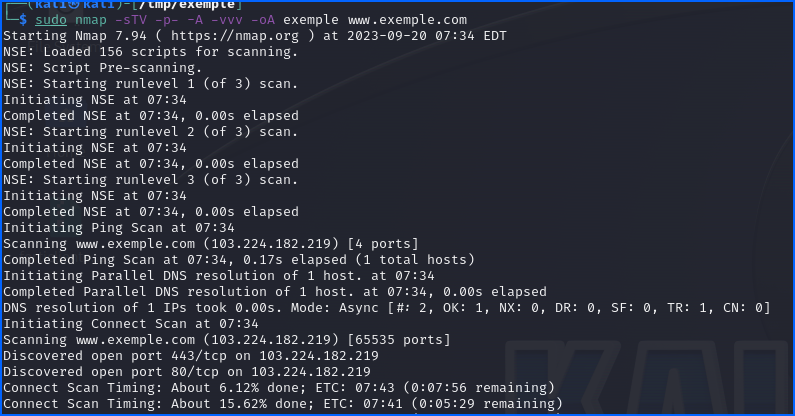 (kali㉿kali)-[/tmp/exemple]
$ sudo nmap -sTV -p- -A -vvv -oA exemple www.exemple.com
Starting Nmap 7.94 ( https://nmap.org ) at 2023-09-20 07:34 EDT
NSE: Loaded 156 scripts for scanning.
NSE: Script Pre-scanning.
NSE: Starting runlevel 1 (of 3) scan.
Initiating NSE at 07:34
Completed NSE at 07:34, 0.00s elapsed
NSE: Starting runlevel 2 (of 3) scan.
Initiating NSE at 07:34
Completed NSE at 07:34, 0.00s elapsed
NSE: Starting runlevel 3 (of 3) scan.
Initiating NSE at 07:34
Completed NSE at 07:34, 0.00s elapsed
Initiating Ping Scan at 07:34
Scanning www.exemple.com (103.224.182.219) [4 ports]
Completed Ping Scan at 07:34, 0.17s elapsed (1 total hosts)
Initiating Parallel DNS resolution of 1 host. at 07:34
Completed Parallel DNS resolution of 1 host. at 07:34, 0.00s elapsed
DNS resolution of 1 IPs took 0.00s. Mode: Async [#: 2, OK: 1, NX: 0, DR: 0, SF: 0, TR: 1, CN: 0]
Initiating Connect Scan at 07:34
Scanning www.exemple.com (103.224.182.219) [65535 ports]
Discovered open port 443/tcp on 103.224.182.219
Discovered open port 80/tcp on 103.224.182.219
Connect Scan Timing: About 6.12% done; ETC: 07:43 (0:07:56 remaining)
Connect Scan Timing: About 15.62% done; ETC: 07:41 (0:05:29 remaining)
KAL